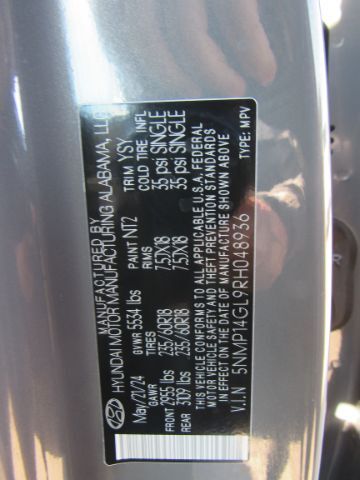 MANUFACTURED BY
HYUNDAI MOTOR MANUFACTURING ALABAMA, LLC
May/21/24 GVWR 5534 lbs PAINT NT2 TRIM YSY
GAWR TIRES RIMS COLD TIRE INFL
FRONT 2955 lbs 235/60R18 7.5JX18 35 psi SINGLE
REAR 3109 lbs 235/60R18 7.5JX18 35 psi SINGLE
THIS VEHICLE CONFORMS TO ALL APPLICABLE U.S.A. FEDERAL
MOTOR VEHICLE SAFETY AND THEFT PREVENTION STANDARDS
IN EFFECT ON THE DATE OF MANUFACTURE SHOWN ABOVE
V.I.N 5NMP14GL9RH048936 TYPE: MPV